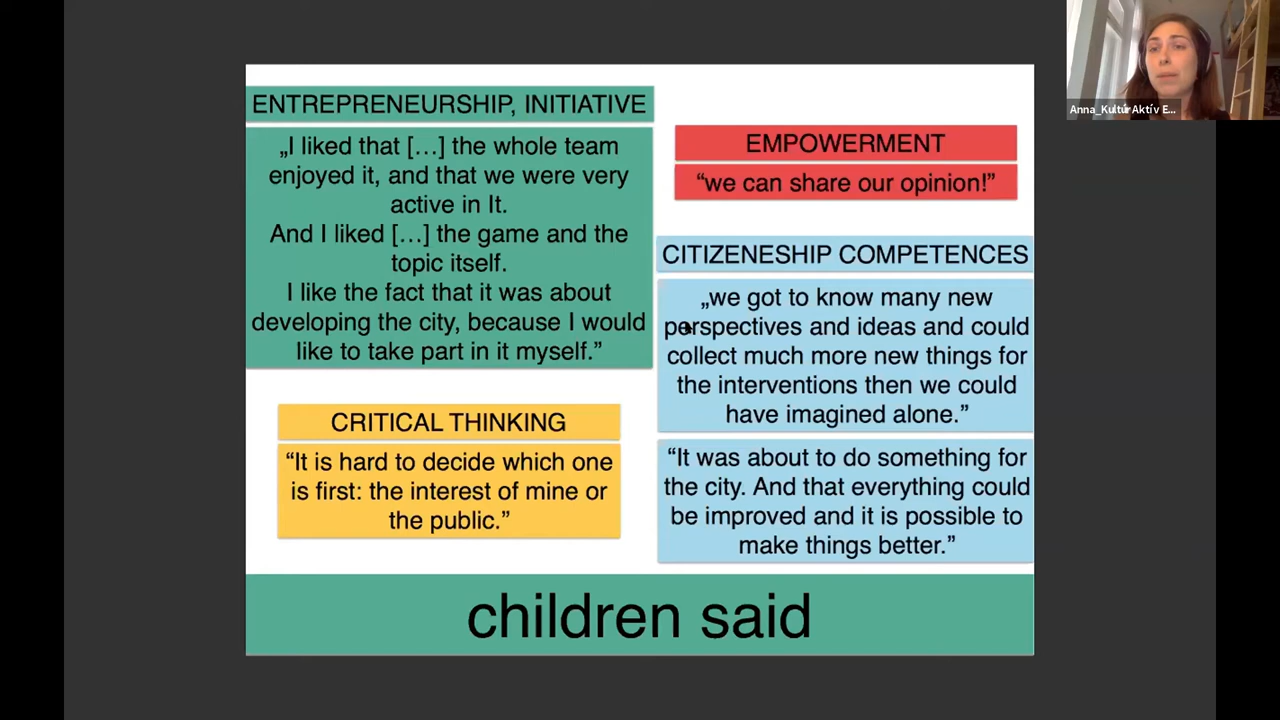 ENTREPRENEURSHIP, INITIATIVE
„I liked that […] the whole team
enjoyed it, and that we were very
active in It.
And I liked […] the game and the
topic itself.
I like the fact that it was about
developing the city, because I would
like to take part in it myself.”
CRITICAL THINKING
“It is hard to decide which one
is first: the interest of mine or
the public.”
EMPOWERMENT
“we can share our opinion!”
CITIZENESHIP COMPETENCES
„we got to know many new
perspectives and ideas and could
collect much more new things for
the interventions then we could
have imagined alone.”
“It was about to do something for
the city. And that everything could
be improved and it is possible to
make things better.”
children said
Anna_KultúrAktív E...